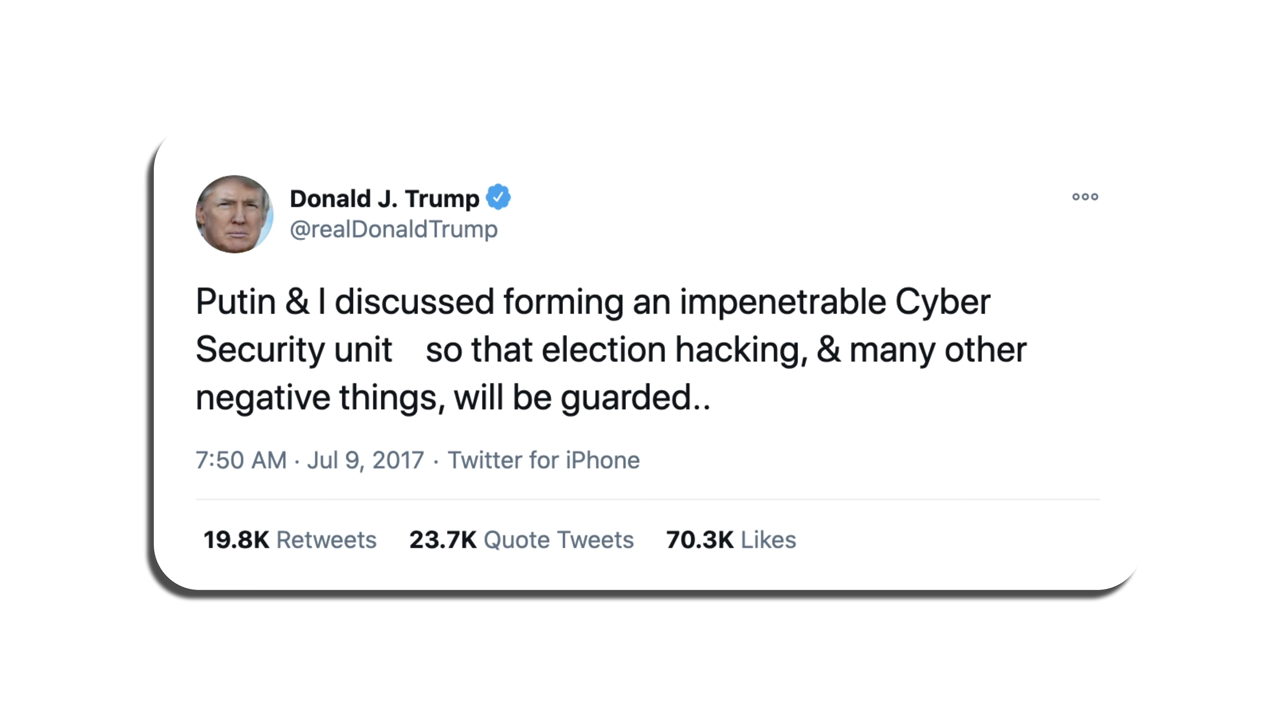 Donald J. Trump
@realDonaldTrump
Putin & I discussed forming an impenetrable Cyber
Security unit so that election hacking, & many other
negative things, will be guarded..
7:50 AM · Jul 9, 2017 · Twitter for iPhone
19.8K Retweets 23.7K Quote Tweets 70.3K Likes